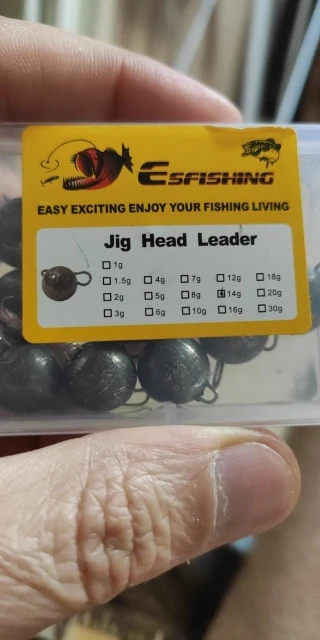 ESFISHING
EASY EXCITING ENJOY YOUR FISHING LIVING
Jig Head Leader
☐ 1g
☐ 1.5g ☐ 4g ☐ 7g ☐ 12g ☐ 18g
☐ 2g ☐ 5g ☐ 8g ☑ 14g ☐ 20g
☐ 3g ☐ 6g ☐ 10g ☐ 16g ☐ 30g